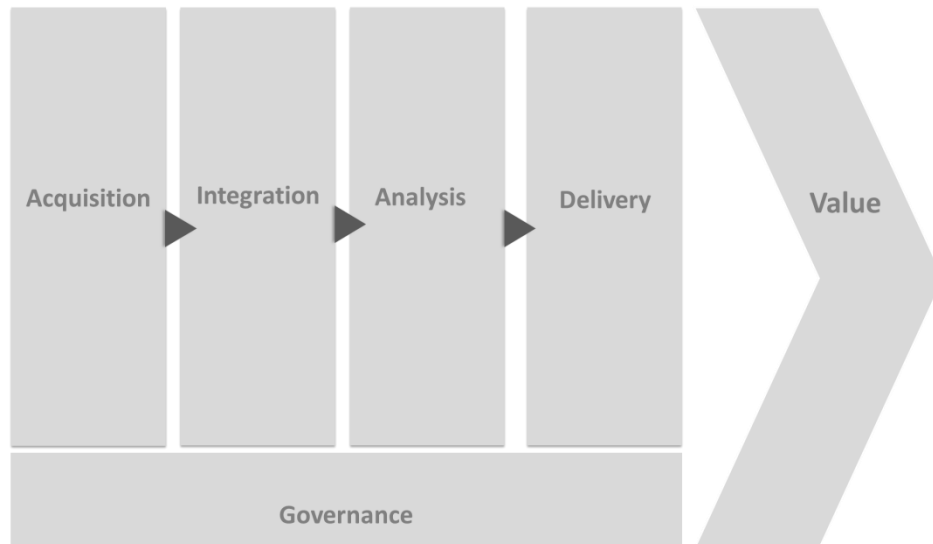 Acquisition
Integration
Analysis
Delivery
Value
Governance